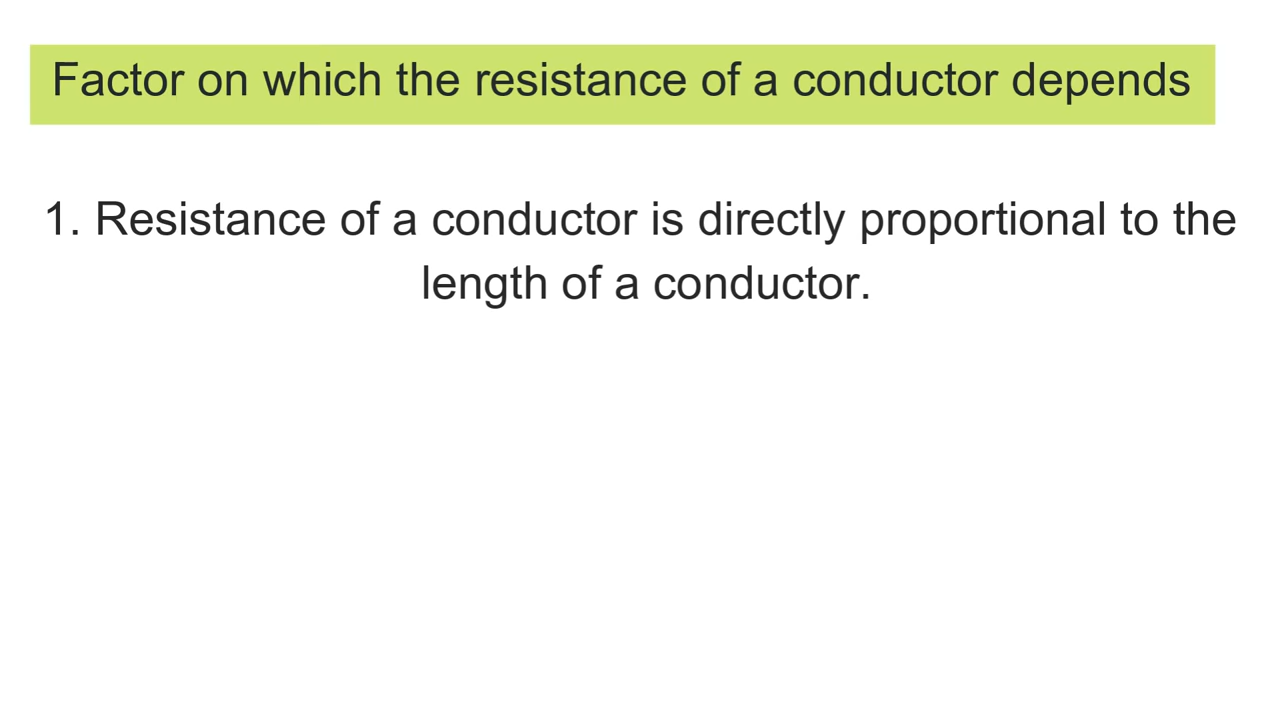 Factor on which the resistance of a conductor depends
1. Resistance of a conductor is directly proportional to the
length of a conductor.